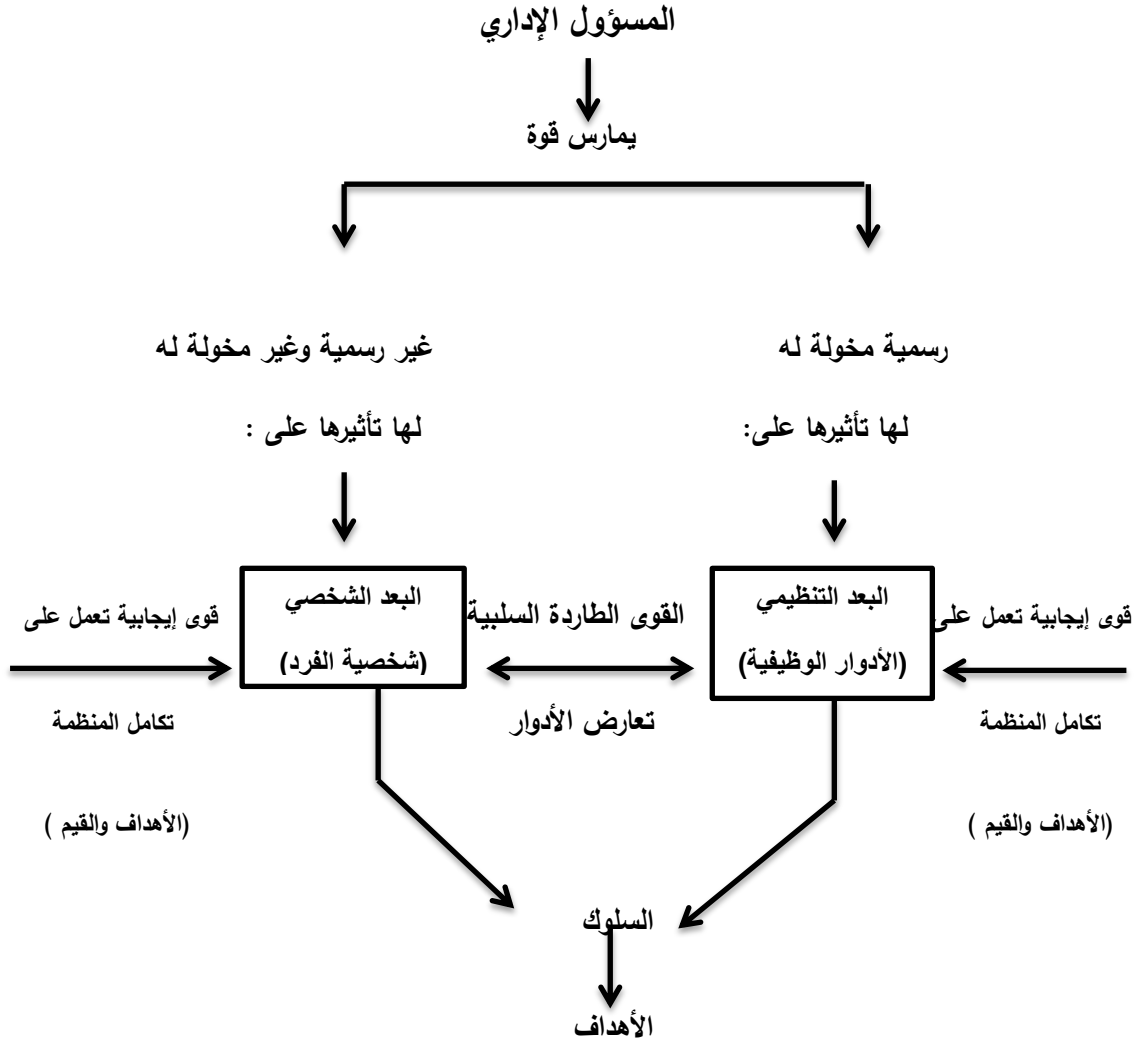 المسؤول الإداري
يمارس قوة
رسمية مخولة له
غير رسمية وغير مخولة له
لها تأثيرها على:
لها تأثيرها على :
قوى إيجابية تعمل على
البعد التنظيمي
القوى الطاردة السلبية
البعد الشخصي
قوى إيجابية تعمل على
(الأدوار الوظيفية)
(شخصية الفرد)
تكامل المنظمة
تعارض الأدوار
تكامل المنظمة
(الأهداف والقيم )
(الأهداف والقيم )
السلوك
الأهداف